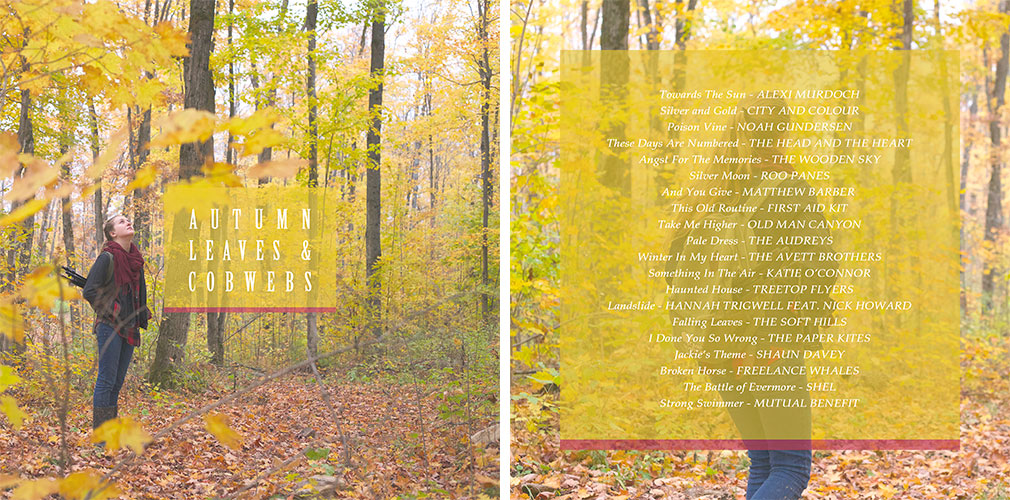 AUTUMN
LEAVES &
COBWEBS
Towards The Sun - ALEXI MURDOCH
Silver and Gold - CITY AND COLOUR
Poison Vine - NOAH GUNDERSEN
These Days Are Numbered - THE HEAD AND THE HEART
Angst For The Memories - THE WOODEN SKY
Silver Moon - ROO PANES
And You Give - MATTHEW BARBER
This Old Routine - FIRST AID KIT
Take Me Higher - OLD MAN CANYON
Pale Dress - THE AUDREYS
Winter In My Heart - THE AVETT BROTHERS
Something In The Air - KATIE O'CONNOR
Haunted House - TREETOP FLYERS
Landslide - HANNAH TRIGWELL FEAT. NICK HOWARD
Falling Leaves - THE SOFT HILLS
I Done You So Wrong - THE PAPER KITES
Jackie's Theme - SHAUN DAVEY
Broken Horse - FREELANCE WHALES
The Battle of Evermore - SHEL
Strong Swimmer - MUTUAL BENEFIT